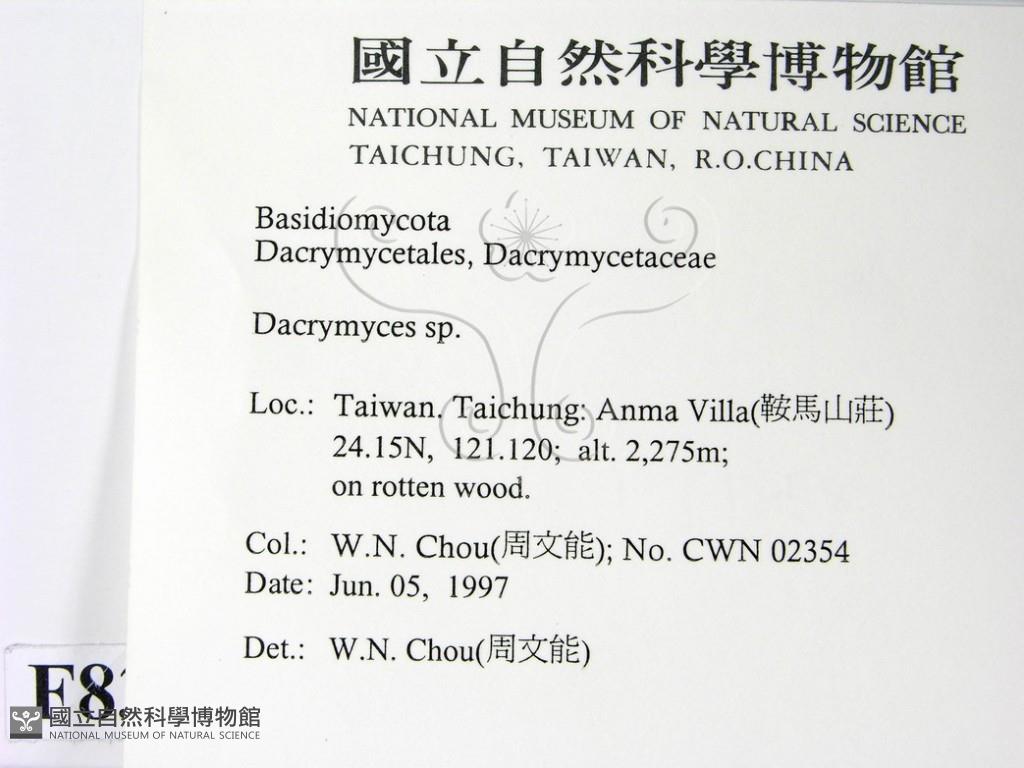 國立自然科學博物館
NATIONAL MUSEUM OF NATURAL SCIENCE
TAICHUNG, TAIWAN, R.O.CHINA
Basidiomycota
Dacrymycetales, Dacrymycetaceae
Dacrymyces sp.
Loc.: Taiwan. Taichung: Anma Villa(鞍馬山莊)
24.15N, 121.120; alt. 2,275m;
on rotten wood.
Col.: W.N. Chou(周文能); No. CWN 02354
Date: Jun. 05, 1997
Det.: W.N. Chou(周文能)
國立自然科學博物館
NATIONAL MUSEUM OF NATURAL SCIENCE